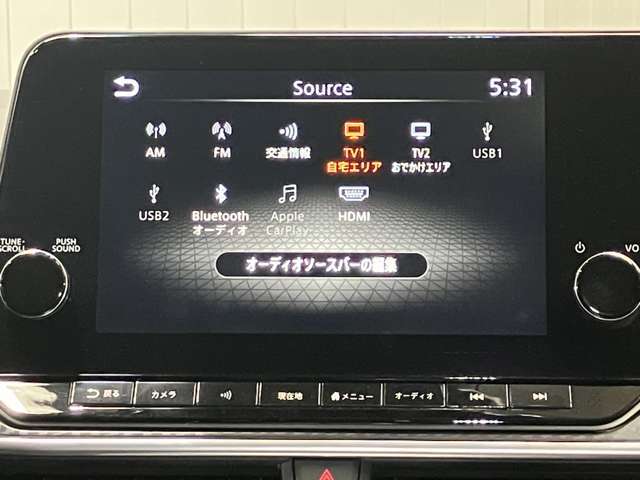 Source
5:31
AM
FM
交通情報
TV1
自宅エリア
TV2
おでかけエリア
USB1
USB2
Bluetooth
オーディオ
Apple
CarPlay
HDMI
オーディオソースバーの編集
TUNE・
SCROLL
PUSH
SOUND
VO
戻る
カメラ
現在地
メニュー
オーディオ